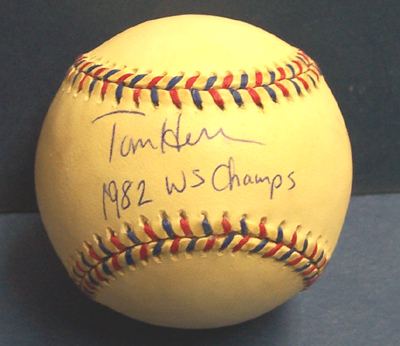 Tom Herr
1982 WS Champs